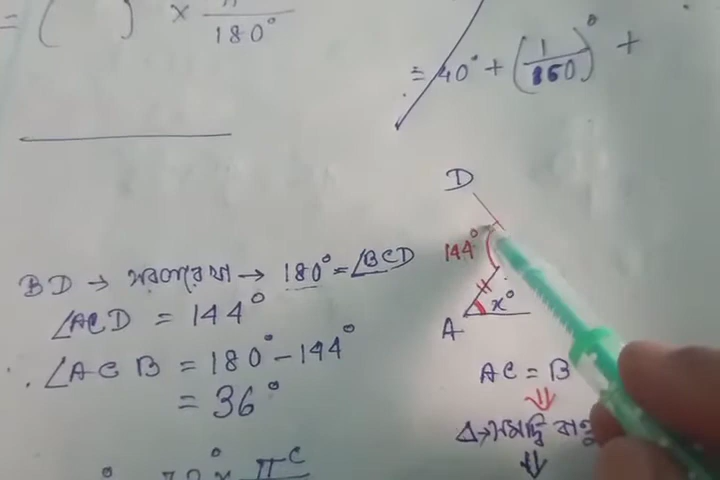 = ( ) × π/180°
= 40° + (1/360)° +
D
144°
A x°
BD → সরলরেখা → 180° = ∠BCD
∠ACD = 144°
∴ ∠ACB = 180° - 144°
= 36°
AC = B
Δ → সমদ্বি বাহু
° × π^c